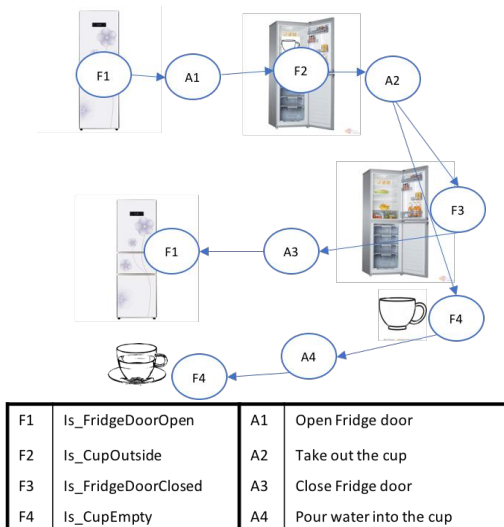 F1
A1
F2
A2
F3
F1
A3
F4
A4
F4
F1 Is_FridgeDoorOpen A1 Open Fridge door
F2 Is_CupOutside A2 Take out the cup
F3 Is_FridgeDoorClosed A3 Close Fridge door
F4 Is_CupEmpty A4 Pour water into the cup